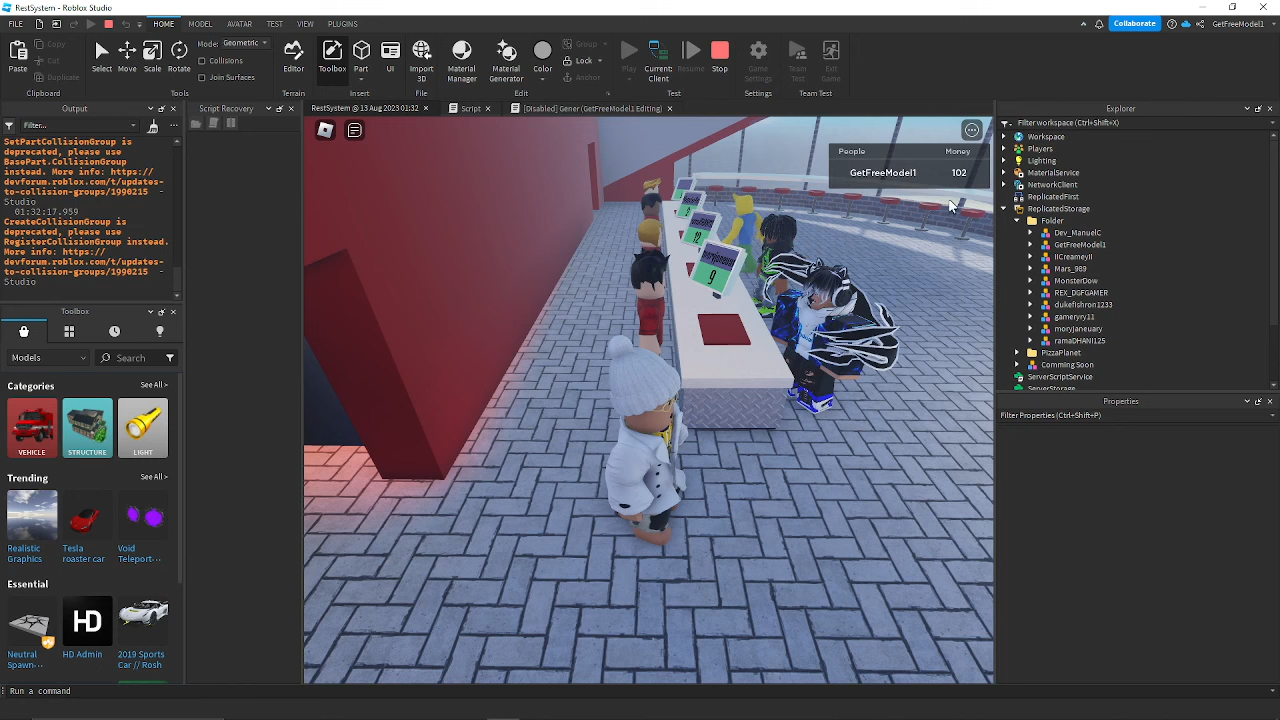 RestSystem - Roblox Studio
FILE
HOME MODEL AVATAR TEST VIEW PLUGINS
Collaborate
GetFreeModel1
Paste
Copy
Cut
Duplicate
Clipboard
Select Move Scale Rotate
Mode: Geometric
Collisions
Join Surfaces
Tools
Editor
Terrain
Toolbox Part UI
Insert
Import 3D
File
Material Manager
Material Generator
Color
Group
Lock
Anchor
Edit
Play
Current: Client
Resume Stop
Test
Game Settings
Settings
Team Test
Exit Game
Team Test
Output
Filter...
SetPartCollisionGroup is
deprecated, please use
BasePart.CollisionGroup
instead. More info: https://
devforum.roblox.com/t/updates-
to-collision-groups/1990215 -
Studio
01:32:17.959
CreateCollisionGroup is
deprecated, please use
RegisterCollisionGroup instead.
More info: https://
devforum.roblox.com/t/updates-
to-collision-groups/1990215 -
Studio
Script Recovery
RestSystem @ 13 Aug 2023 01:32
Script
[Disabled] Gener (GetFreeModel1 Editing)
People Money
GetFreeModel1 102
12
9
Toolbox
Models
Search
Categories See All >
VEHICLE STRUCTURE LIGHT
Trending See All >
Realistic Graphics
Tesla roaster car
Void Teleport···
Essential See All >
HD
Neutral Spawn···
HD Admin
2019 Sports Car // Rosh
Explorer
Filter workspace (Ctrl+Shift+X)
Workspace
Players
Lighting
MaterialService
NetworkClient
ReplicatedFirst
ReplicatedStorage
Folder
Dev_ManuelC
GetFreeModel1
IlCreameyIl
Mars_989
MonsterDow
REX_DGFGAMER
dukefishron1233
gameryry11
moryjaneuary
ramaDHANI125
PizzaPlanet
Comming Soon
ServerScriptService
ServerStorage
Properties
Filter Properties (Ctrl+Shift+P)
Run a command